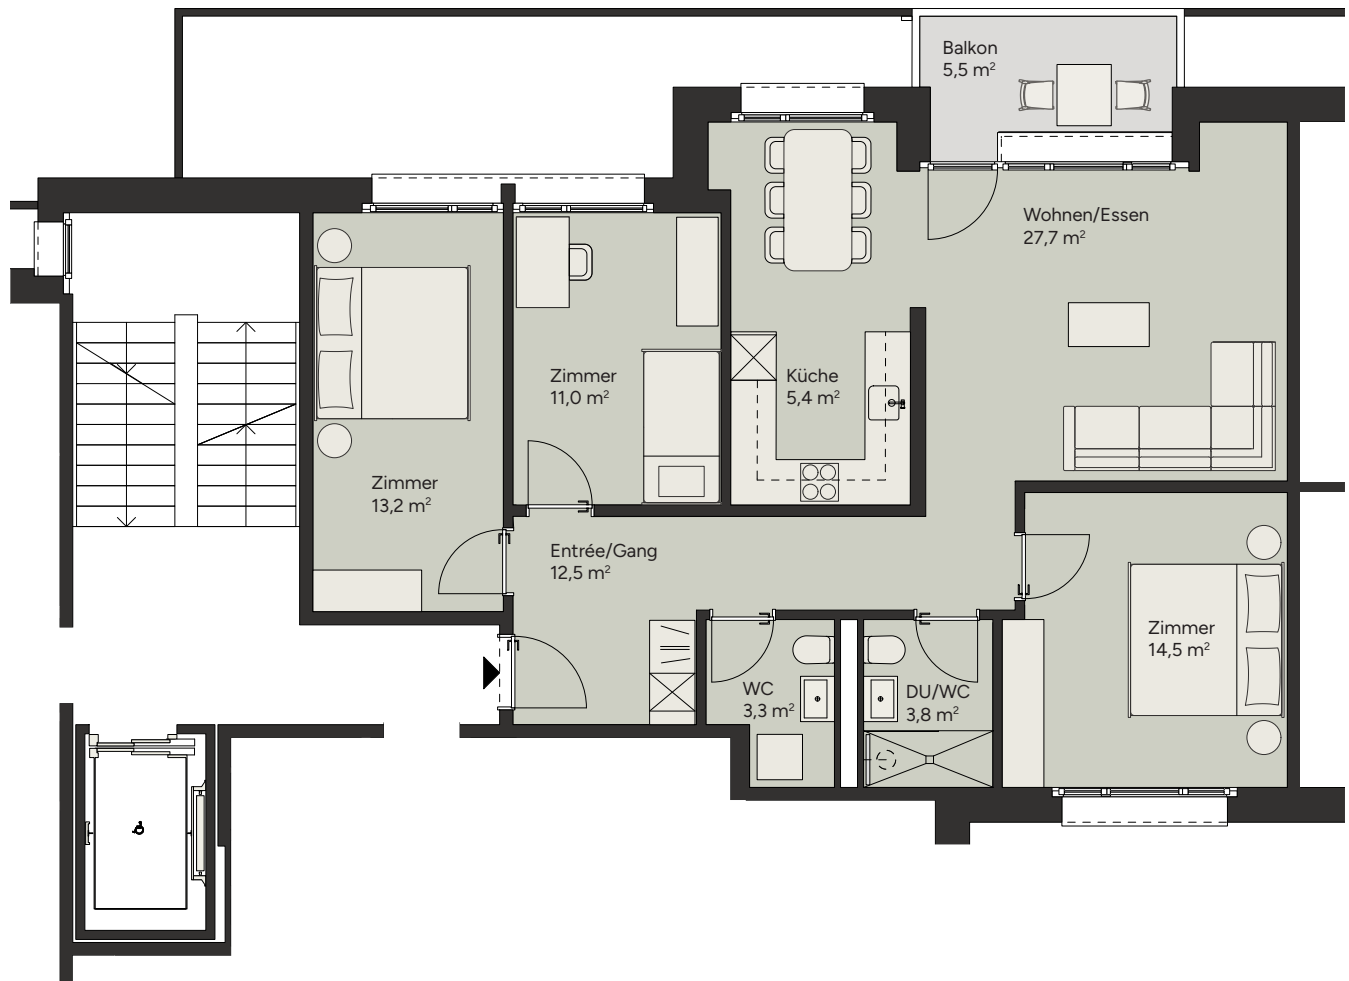 Balkon
5,5 m²
Wohnen/Essen
27,7 m²
Zimmer
11,0 m²
Küche
5,4 m²
Zimmer
13,2 m²
Entrée/Gang
12,5 m²
Zimmer
14,5 m²
WC
3,3 m²
DU/WC
3,8 m²